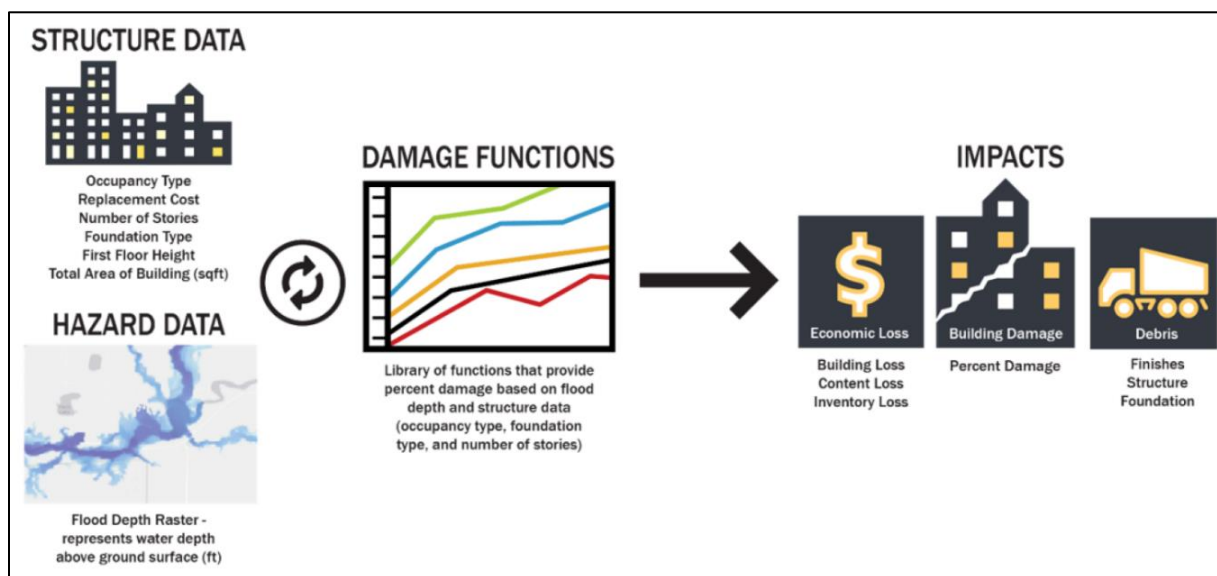 STRUCTURE DATA
Occupancy Type
Replacement Cost
Number of Stories
Foundation Type
First Floor Height
Total Area of Building (sqft)
HAZARD DATA
Flood Depth Raster -
represents water depth
above ground surface (ft)
DAMAGE FUNCTIONS
Library of functions that provide
percent damage based on flood
depth and structure data
(occupancy type, foundation
type, and number of stories)
IMPACTS
$
Economic Loss
Building Loss
Content Loss
Inventory Loss
Building Damage
Percent Damage
Debris
Finishes
Structure
Foundation